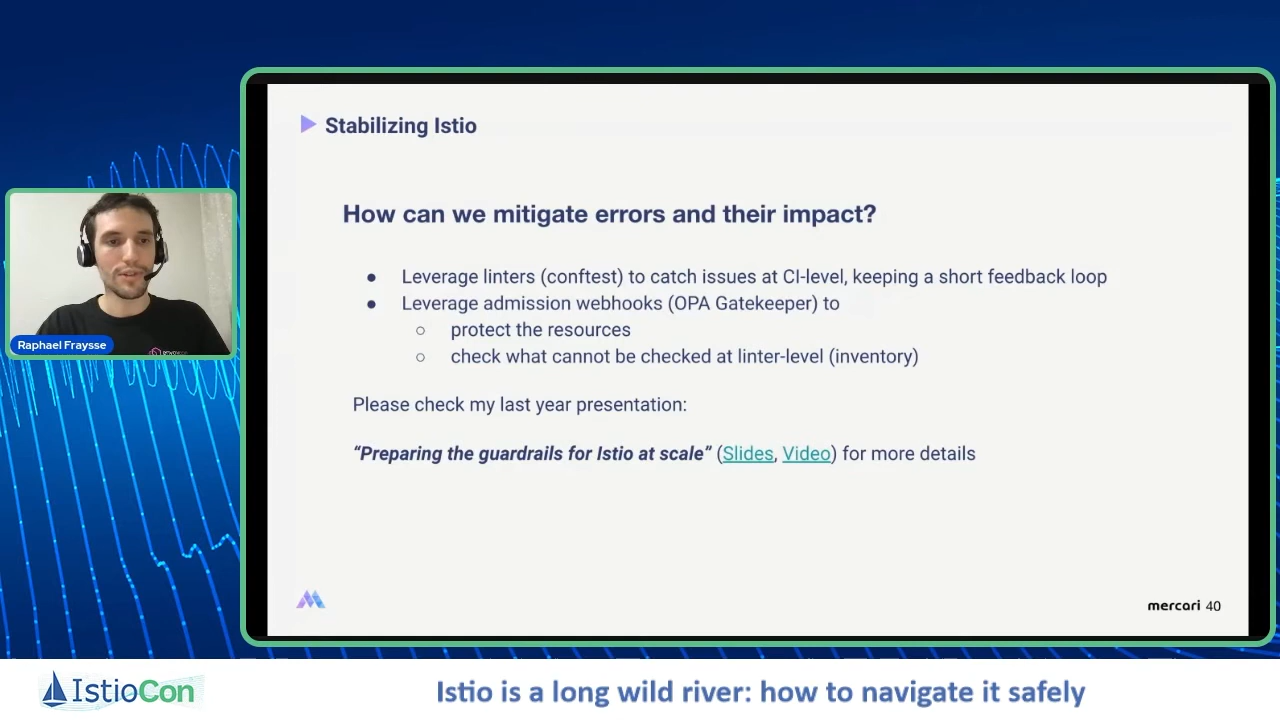 Stabilizing Istio
How can we mitigate errors and their impact?
● Leverage linters (conftest) to catch issues at CI-level, keeping a short feedback loop
● Leverage admission webhooks (OPA Gatekeeper) to
○ protect the resources
○ check what cannot be checked at linter-level (inventory)
Please check my last year presentation:
“Preparing the guardrails for Istio at scale” (Slides, Video) for more details
mercari 40
Raphael Fraysse
IstioCon
Istio is a long wild river: how to navigate it safely